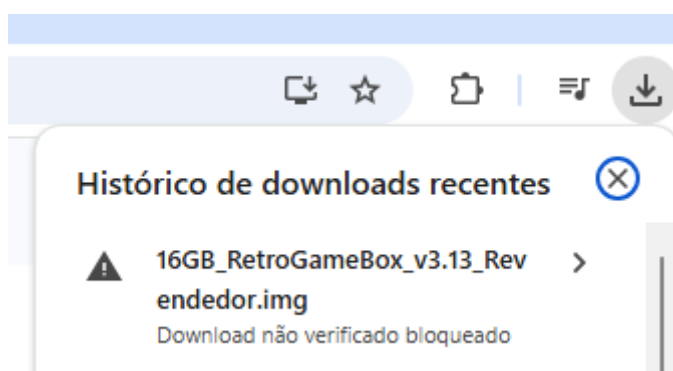 Histórico de downloads recentes
16GB_RetroGameBox_v3.13_Rev
endedor.img
Download não verificado bloqueado